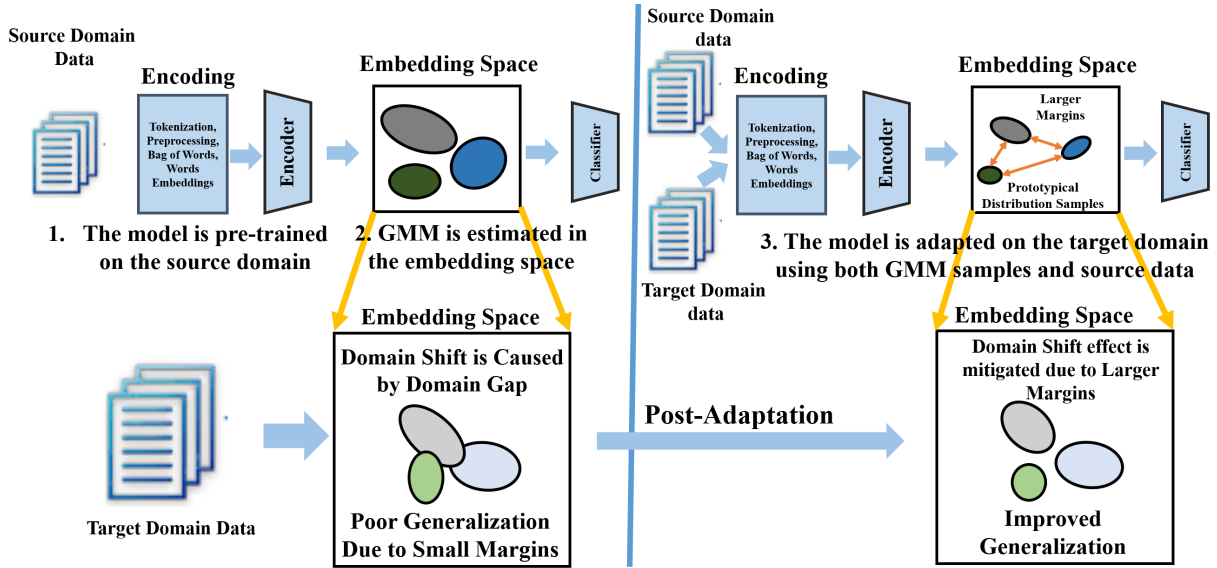 Source Domain
Data
Encoding
Tokenization,
Preprocessing,
Bag of Words,
Words
Embeddings
Encoder
Embedding Space
Classifier
1. The model is pre-trained
on the source domain
2. GMM is estimated in
the embedding space
Target Domain Data
Embedding Space
Domain Shift is Caused
by Domain Gap
Poor Generalization
Due to Small Margins
Source Domain
data
Target Domain
data
Encoding
Tokenization,
Preprocessing,
Bag of Words,
Words
Embeddings
Encoder
Embedding Space
Larger
Margins
Prototypical
Distribution Samples
Classifier
3. The model is adapted on the target domain
using both GMM samples and source data
Post-Adaptation
Embedding Space
Domain Shift effect is
mitigated due to Larger
Margins
Improved
Generalization